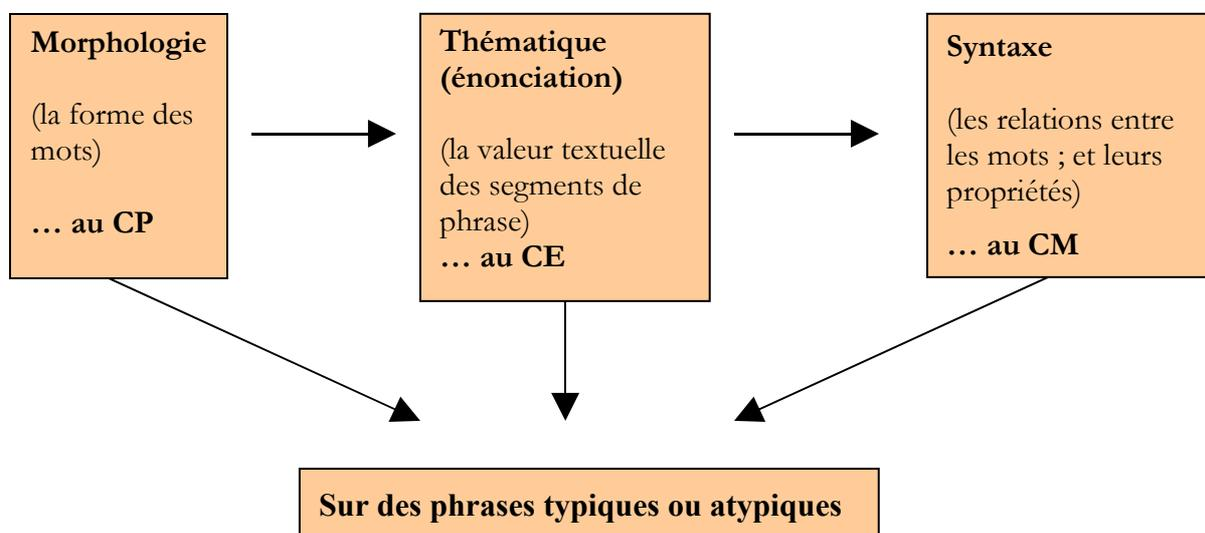 Morphologie
(la forme des
mots)
… au CP
Thématique
(énonciation)
(la valeur textuelle
des segments de
phrase)
… au CE
Syntaxe
(les relations entre
les mots ; et leurs
propriétés)
… au CM
Sur des phrases typiques ou atypiques